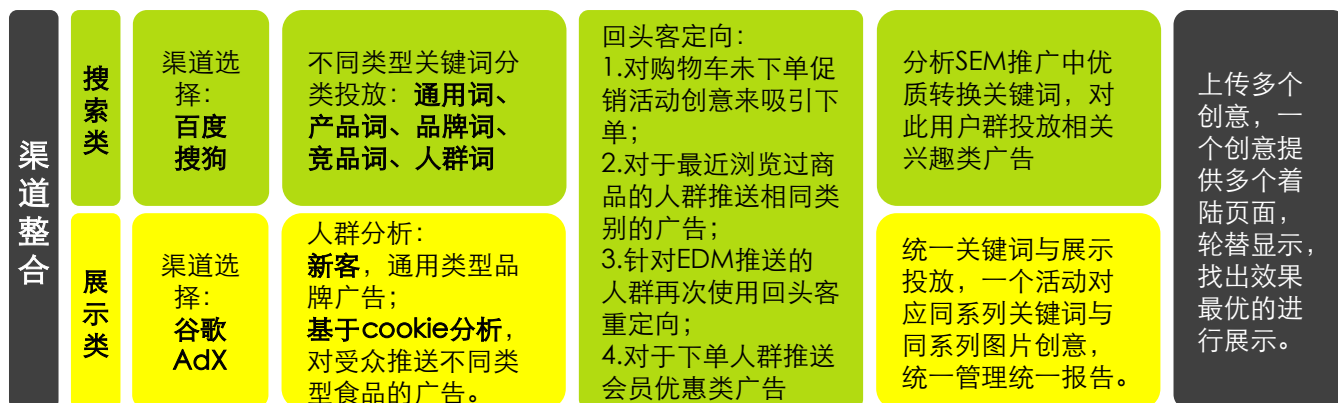 渠
道
整
合
搜
索
类
渠道选
择：
百度
搜狗
不同类型关键词分
类投放：通用词、
产品词、品牌词、
竞品词、人群词
展
示
类
渠道选
择：
谷歌
AdX
人群分析：
新客，通用类型品
牌广告；
基于cookie分析，
对受众推送不同类
型食品的广告。
回头客定向：
1.对购物车未下单促
销活动创意来吸引下
单；
2.对于最近浏览过商
品的人群推送相同类
别的广告；
3.针对EDM推送的
人群再次使用回头客
重定向；
4.对于下单人群推送
会员优惠类广告
分析SEM推广中优
质转换关键词，对
此用户群投放相关
兴趣类广告
统一关键词与展示
投放，一个活动对
应同系列关键词与
同系列图片创意，
统一管理统一报告。
上传多个
创意，一
个创意提
供多个着
陆页面，
轮替显示，
找出效果
最优的进
行展示。